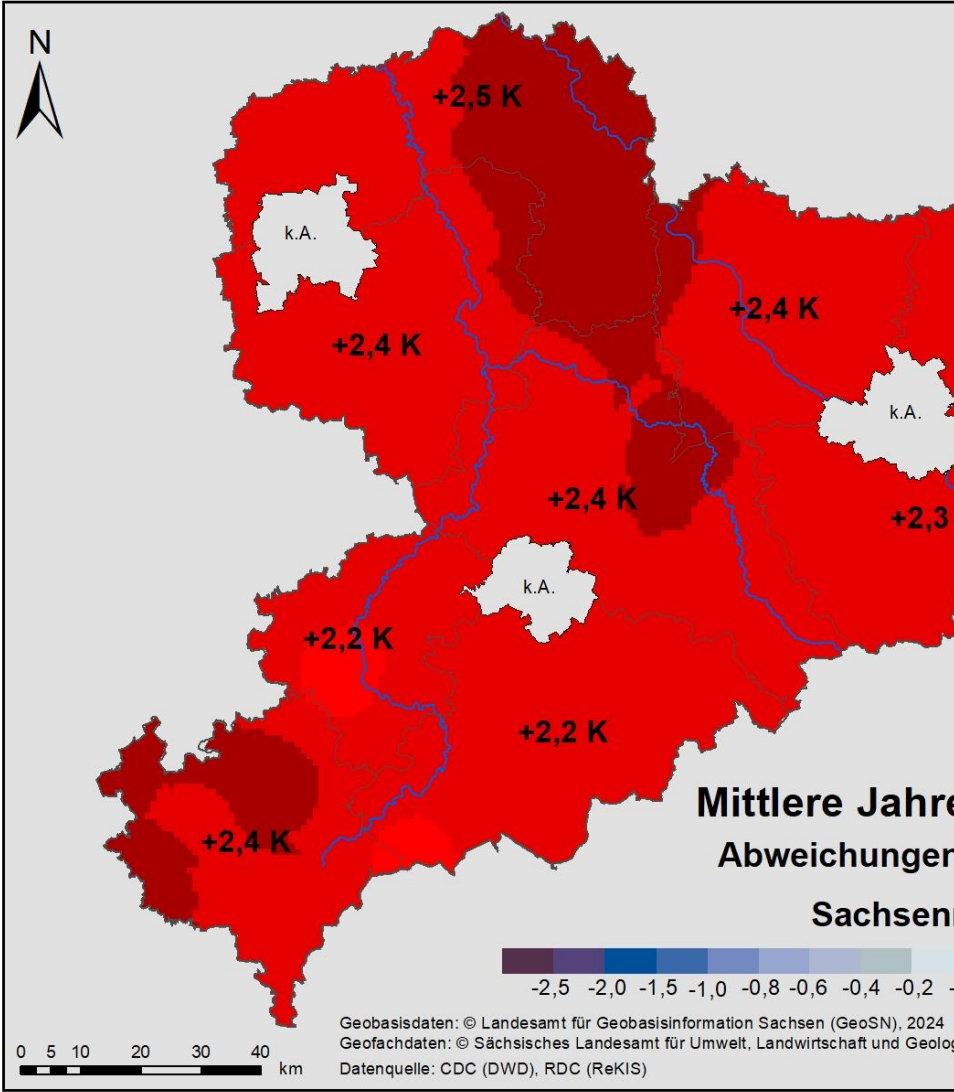 N
+2,5 K
k.A.
+2,4 K
+2,4 K
k.A.
+2,4 K
+2,3
k.A.
+2,2 K
+2,2 K
+2,4 K
Mittlere Jahre
Abweichungen
Sachsen
-2,5 -2,0 -1,5 -1,0 -0,8 -0,6 -0,4 -0,2 -
Geobasisdaten: © Landesamt für Geobasisinformation Sachsen (GeoSN), 2024
Geofachdaten: © Sächsisches Landesamt für Umwelt, Landwirtschaft und Geolog
Datenquelle: CDC (DWD), RDC (ReKIS)
0 5 10 20 30 40 km